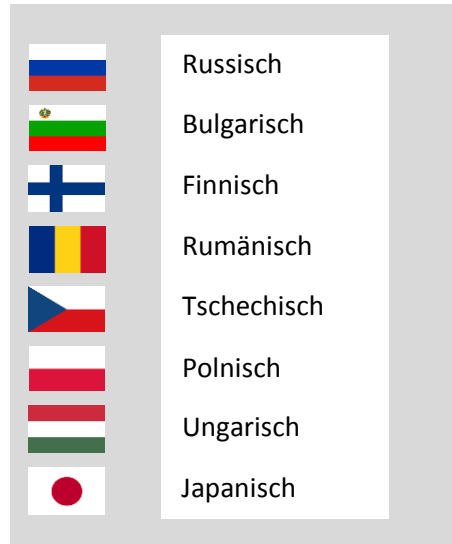 Russisch
Bulgarisch
Finnisch
Rumänisch
Tschechisch
Polnisch
Ungarisch
Japanisch